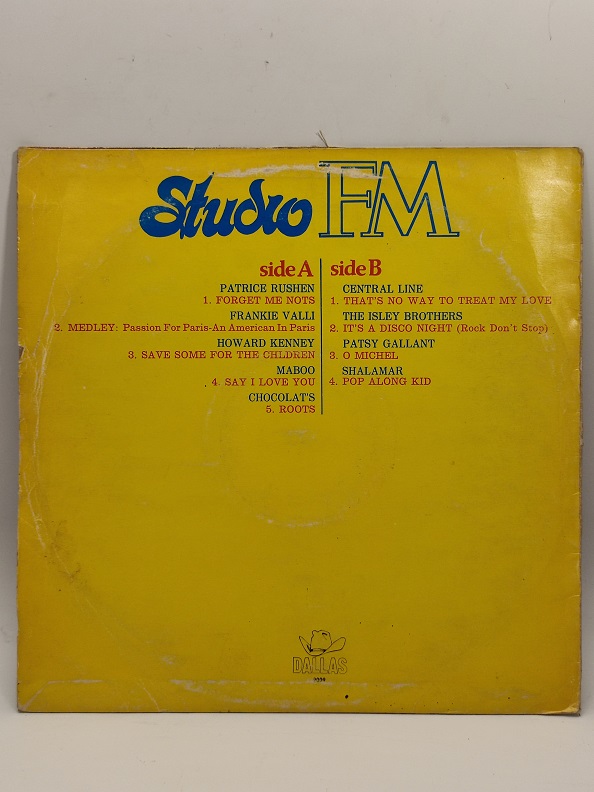 Studio FM
side A
PATRICE RUSHEN
1. FORGET ME NOTS
FRANKIE VALLI
2. MEDLEY: Passion For Paris-An American In Paris
HOWARD KENNEY
3. SAVE SOME FOR THE CHLDREN
MABOO
4. SAY I LOVE YOU
CHOCOLAT'S
5. ROOTS
side B
CENTRAL LINE
1. THAT'S NO WAY TO TREAT MY LOVE
THE ISLEY BROTHERS
2. IT'S A DISCO NIGHT (Rock Don't Stop)
PATSY GALLANT
3. O MICHEL
SHALAMAR
4. POP ALONG KID
DALLAS